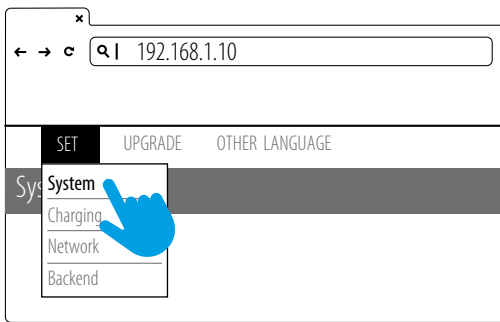 192.168.1.10
SET UPGRADE OTHER LANGUAGE
System
Charging
Network
Backend